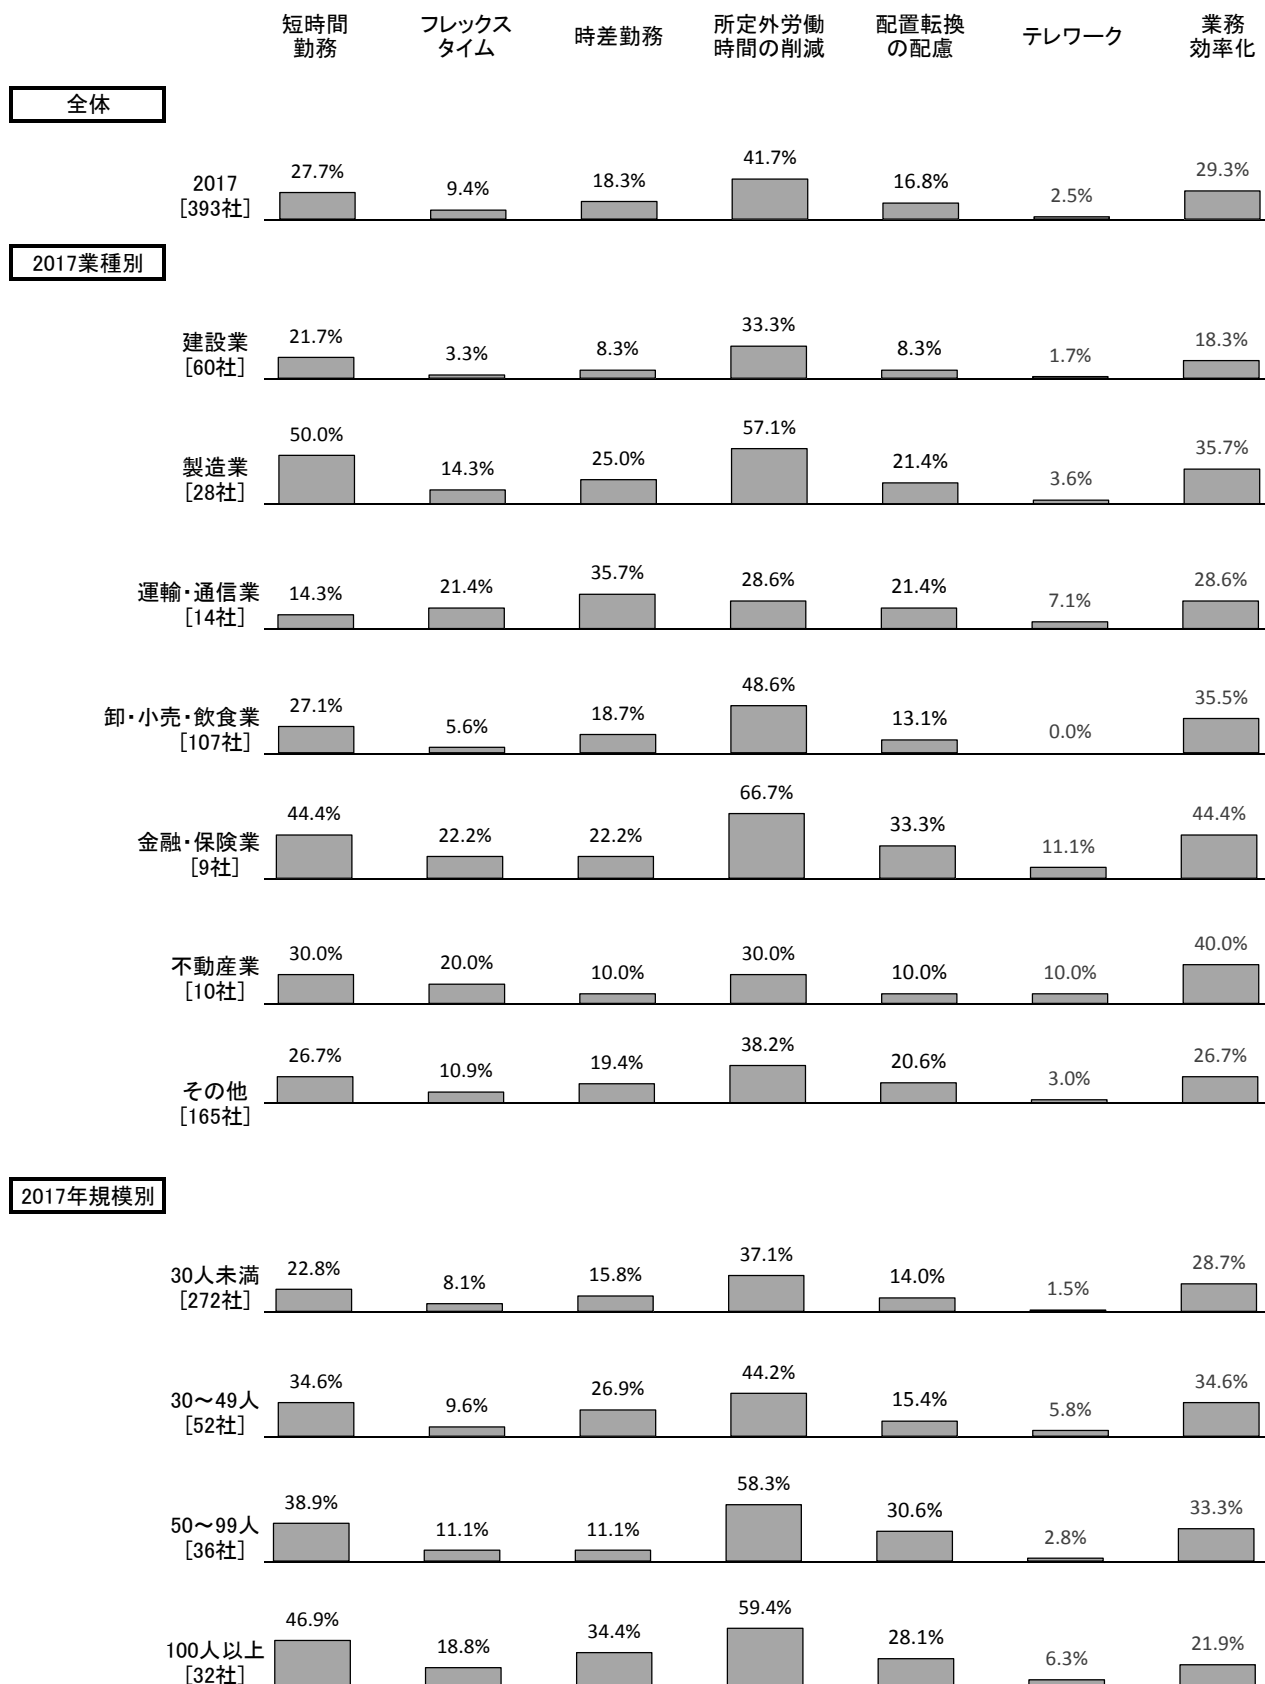 短時間 フレックス 所定外労働 配置転換 業務
勤務 タイム 時差勤務 時間の削減 の配慮 テレワーク 効率化
全体
27.7% 9.4% 18.3% 41.7% 16.8% 2.5% 29.3%
2017
[393社]
2017業種別
21.7% 3.3% 8.3% 33.3% 8.3% 1.7% 18.3%
建設業
[60社]
50.0% 14.3% 25.0% 57.1% 21.4% 3.6% 35.7%
製造業
[28社]
14.3% 21.4% 35.7% 28.6% 21.4% 7.1% 28.6%
運輸・通信業
[14社]
27.1% 5.6% 18.7% 48.6% 13.1% 0.0% 35.5%
卸・小売・飲食業
[107社]
44.4% 22.2% 22.2% 66.7% 33.3% 11.1% 44.4%
金融・保険業
[9社]
30.0% 20.0% 10.0% 30.0% 10.0% 10.0% 40.0%
不動産業
[10社]
26.7% 10.9% 19.4% 38.2% 20.6% 3.0% 26.7%
その他
[165社]
2017年規模別
22.8% 8.1% 15.8% 37.1% 14.0% 1.5% 28.7%
30人未満
[272社]
34.6% 9.6% 26.9% 44.2% 15.4% 5.8% 34.6%
30～49人
[52社]
38.9% 11.1% 11.1% 58.3% 30.6% 2.8% 33.3%
50～99人
[36社]
46.9% 18.8% 34.4% 59.4% 28.1% 6.3% 21.9%
100人以上
[32社]